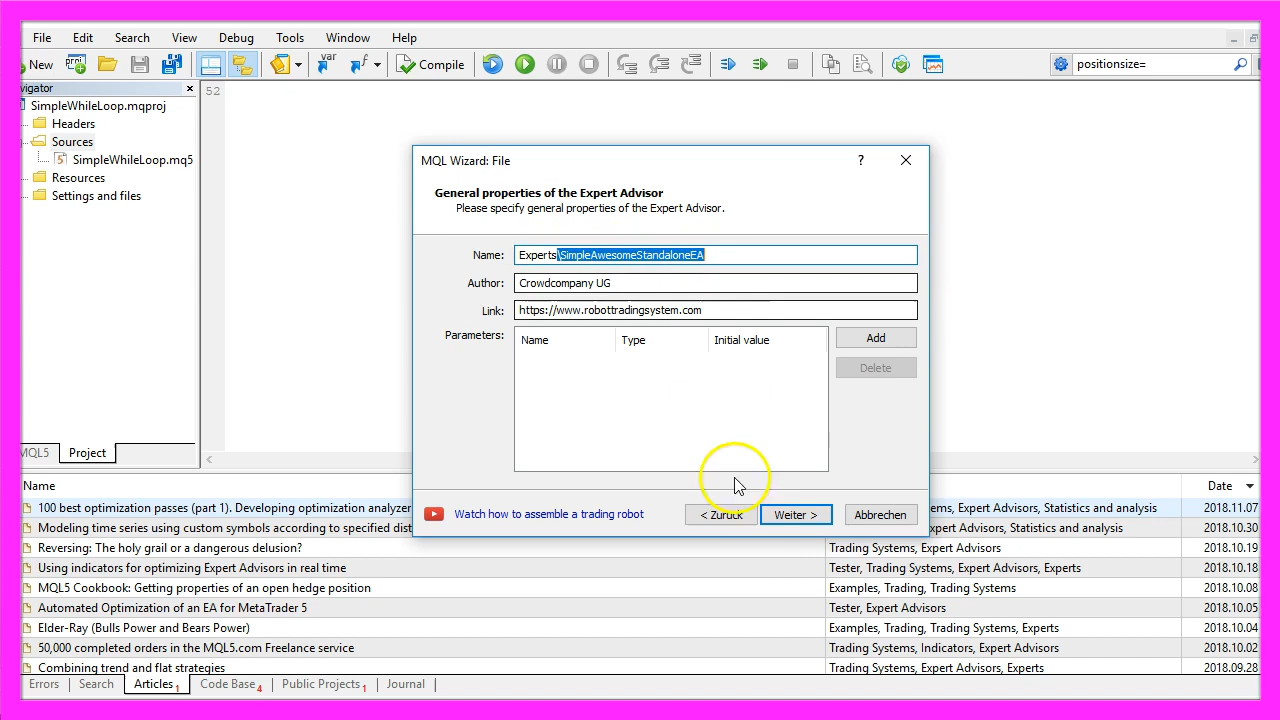 File Edit Search View Debug Tools Window Help
New Compile positionsize=
vigator
SimpleWhileLoop.mqproj
Headers
Sources
SimpleWhileLoop.mq5
Resources
Settings and files
MQL5 Project
52
MQL Wizard: File
General properties of the Expert Advisor
Please specify general properties of the Expert Advisor.
Name: Experts\SimpleAwesomeStandaloneEA
Author: Crowdcompany UG
Link: https://www.robottradingsystem.com
Parameters: Name Type Initial value
Add
Delete
Watch how to assemble a trading robot < Zurück Weiter > Abbrechen
Name Date
100 best optimization passes (part 1). Developing optimization analyzer ems, Expert Advisors, Statistics and analysis 2018.11.07
Modeling time series using custom symbols according to specified dist Expert Advisors, Statistics and analysis 2018.10.30
Reversing: The holy grail or a dangerous delusion? Trading Systems, Expert Advisors 2018.10.19
Using indicators for optimizing Expert Advisors in real time Tester, Trading Systems, Expert Advisors, Experts 2018.10.18
MQL5 Cookbook: Getting properties of an open hedge position Examples, Trading, Trading Systems 2018.10.08
Automated Optimization of an EA for MetaTrader 5 Tester, Expert Advisors 2018.10.05
Elder-Ray (Bulls Power and Bears Power) Examples, Trading Systems, Experts 2018.10.04
50,000 completed orders in the MQL5.com Freelance service Trading Systems, Indicators, Expert Advisors 2018.10.02
Combining trend and flat strategies Trading Systems, Expert Advisors, Experts 2018.09.28
Errors Search Articles 1 Code Base 4 Public Projects 1 Journal